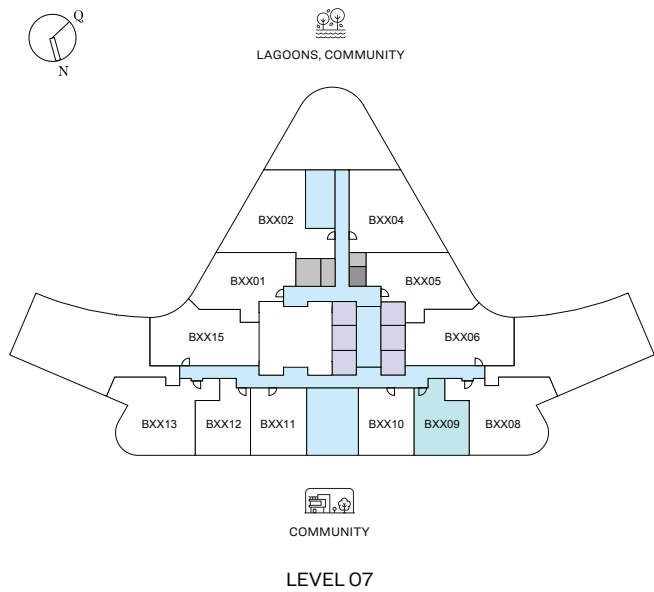 Q
N
LAGOONS, COMMUNITY
BXX02 BXX04
BXX01 BXX05
BXX15 BXX06
BXX13 BXX12 BXX11 BXX10 BXX09 BXX08
COMMUNITY
LEVEL 07